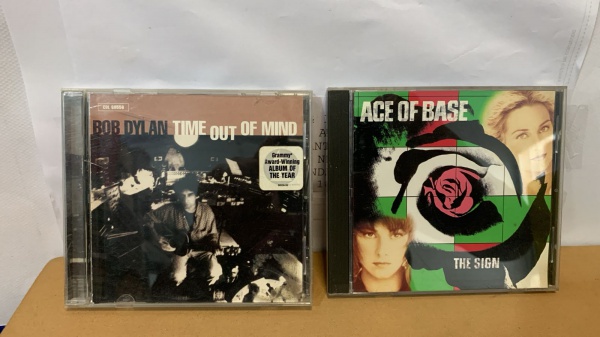 BOB DYLAN TIME OUT OF MIND
Grammy®
Award-Winning
ALBUM OF
THE YEAR
ACE OF BASE
THE SIGN